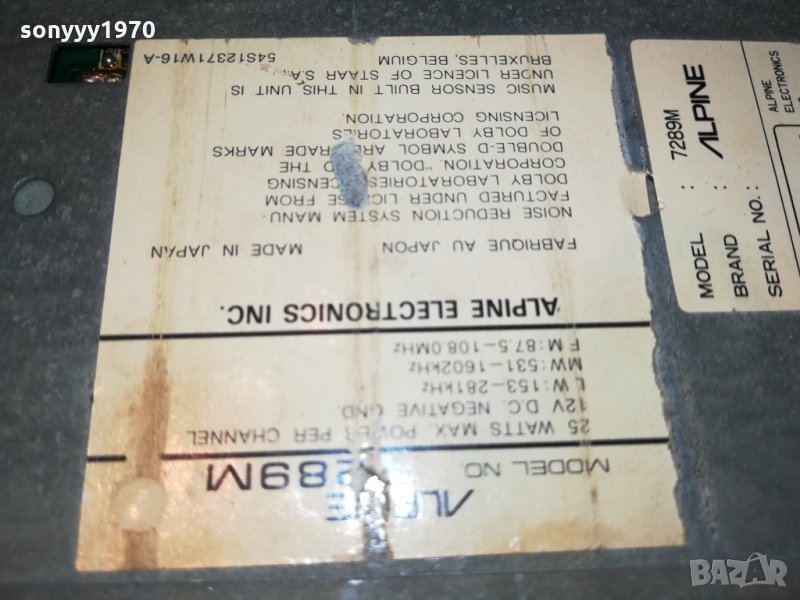 sonyyy1970
ALPINE
MODEL NO. 7289M
25 WATTS MAX. POWER PER CHANNEL
12V D.C. NEGATIVE GND.
LW:153-281kHz
MW:531-1602kHz
FM:87.5-108.0MHz
ALPINE ELECTRONICS INC.
FABRIQUE AU JAPON MADE IN JAPAN
NOISE REDUCTION SYSTEM MANU-
FACTURED UNDER LICENSE FROM
DOLBY LABORATORIES LICENSING
CORPORATION. "DOLBY AND THE
DOUBLE-D SYMBOL ARE TRADE MARKS
OF DOLBY LABORATORIES
LICENSING CORPORATION.
MUSIC SENSOR BUILT IN THIS UNIT IS
UNDER LICENCE OF STAAR S.A.
BRUXELLES, BELGIUM 54S12371W16-A
MODEL : 7289M
BRAND : ALPINE
SERIAL NO. :
ALPINE
ELECTRONICS
BAZAR